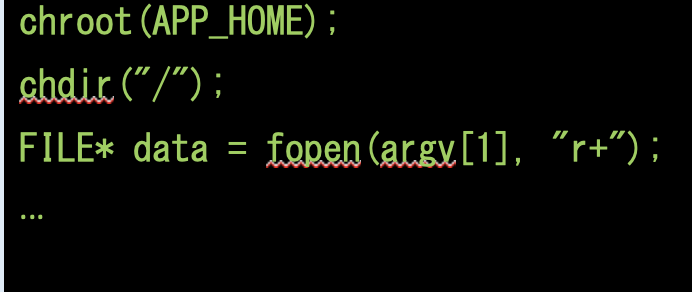 chroot(APP_HOME);
chdir("/");
FILE* data = fopen(argv[1], "r+");
...